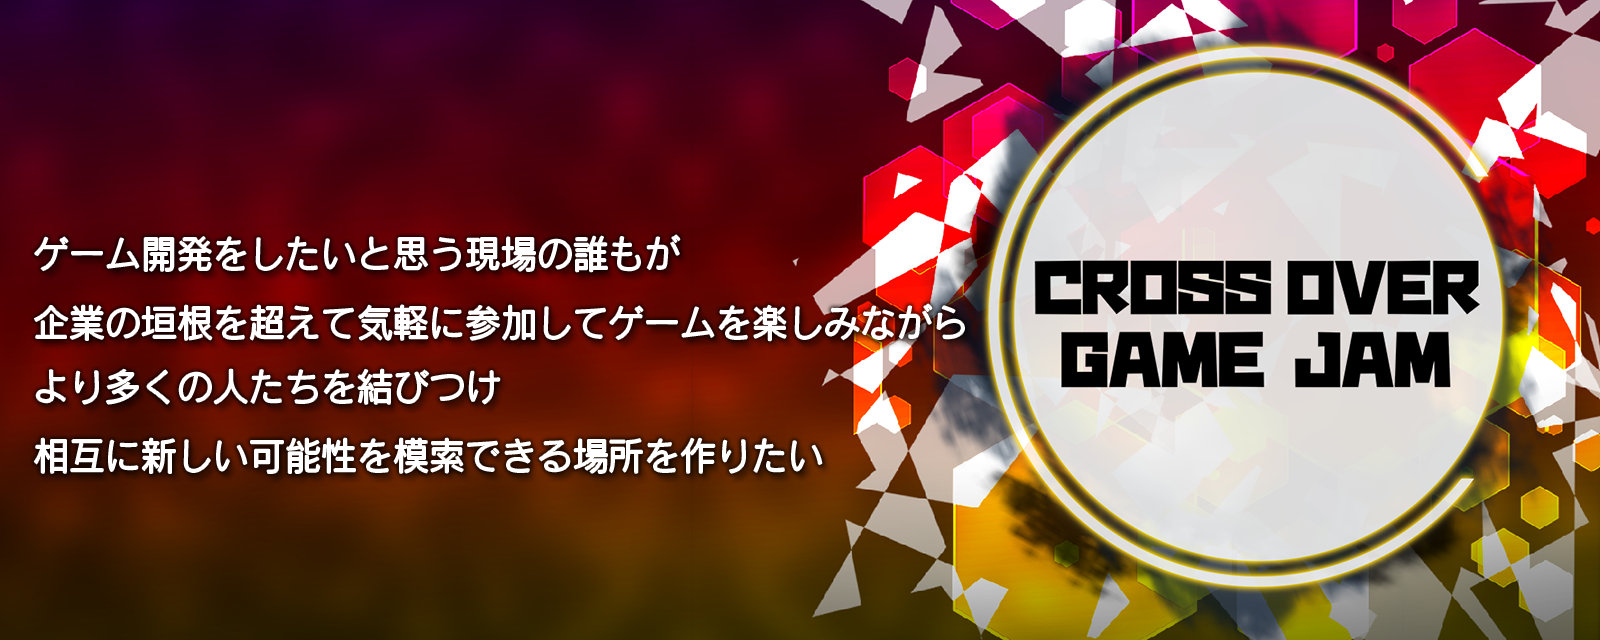 ゲーム開発をしたいと思う現場の誰もが
企業の垣根を超えて気軽に参加してゲームを楽しみながら
より多くの人たちを結びつけ
相互に新しい可能性を模索できる場所を作りたい
CROSS OVER
GAME JAM